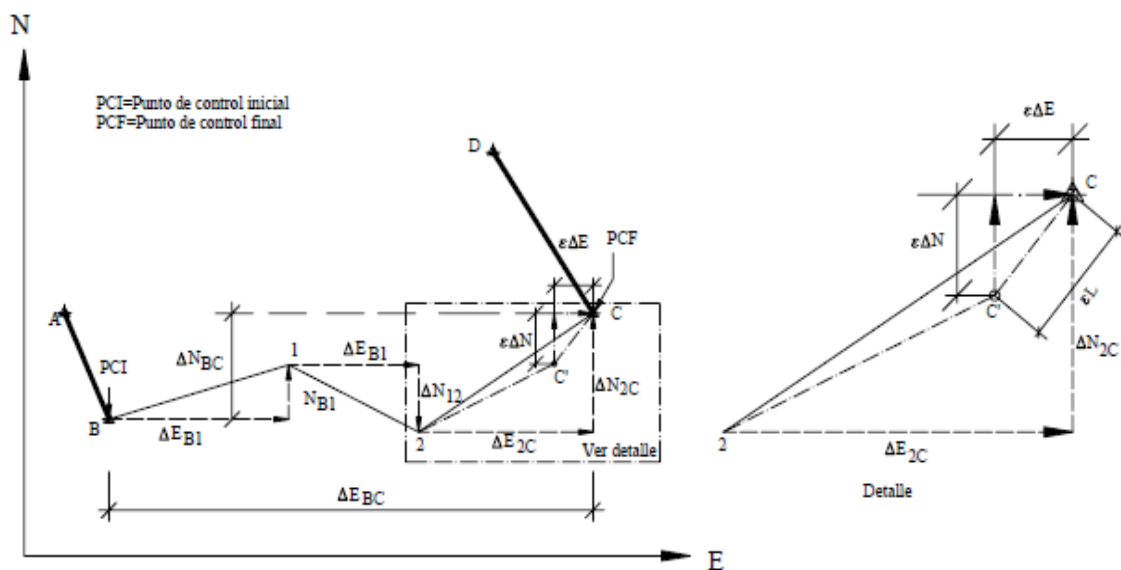 N
PCI=Punto de control inicial
PCF=Punto de control final
D
εΔE
PCF
A
PCI
ΔN_BC
1
ΔE_B1
εΔN
C
C'
N_B1
ΔN_12
ΔN_2C
B
ΔE_B1
2
ΔE_2C
Ver detalle
ΔE_BC
E
εΔE
C
εΔN
C'
εL
ΔN_2C
2
ΔE_2C
Detalle